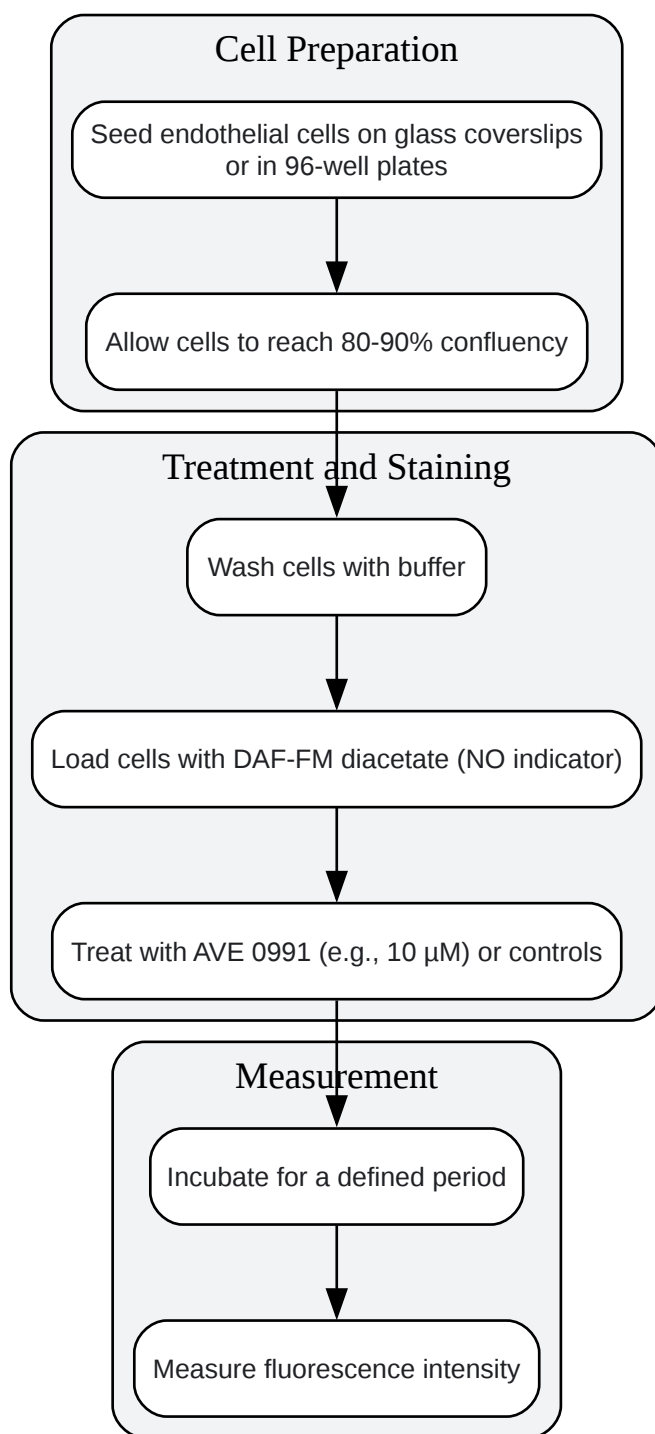 Cell Preparation
Seed endothelial cells on glass coverslips
or in 96-well plates
Allow cells to reach 80-90% confluency
Treatment and Staining
Wash cells with buffer
Load cells with DAF-FM diacetate (NO indicator)
Treat with AVE 0991 (e.g., 10 µM) or controls
Measurement
Incubate for a defined period
Measure fluorescence intensity